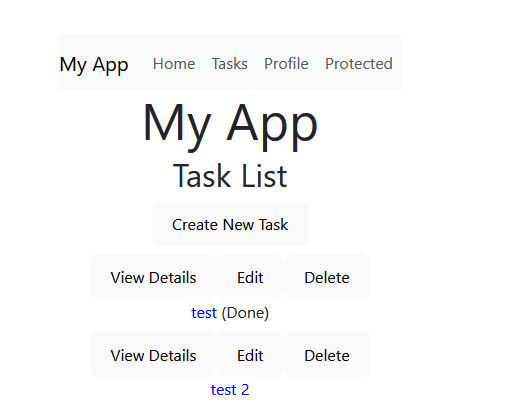 My App Home Tasks Profile Protected
My App
Task List
Create New Task
View Details Edit Delete
test (Done)
View Details Edit Delete
test 2